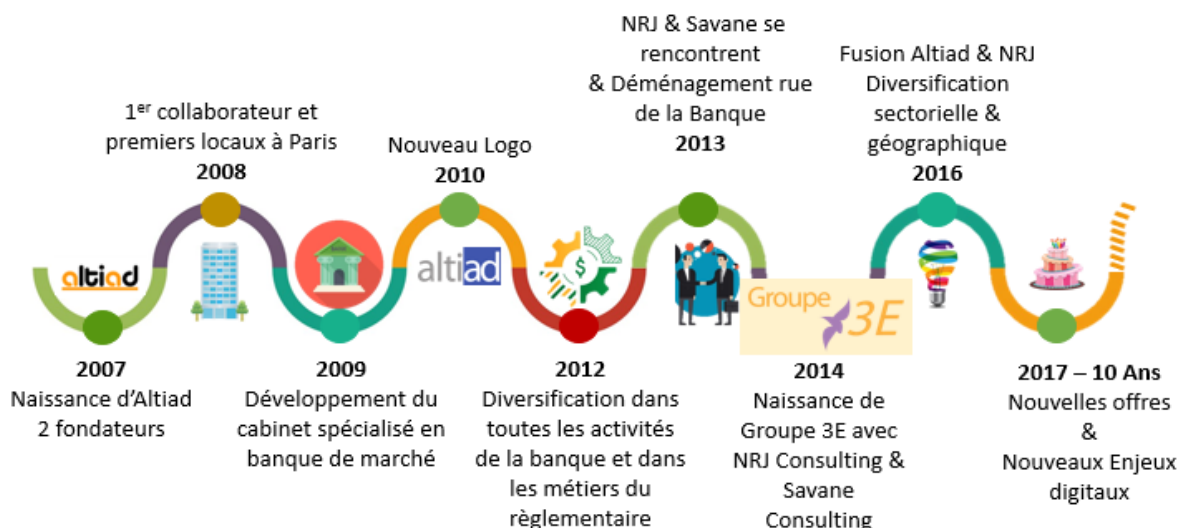 1er collaborateur et
premiers locaux à Paris
2008
Nouveau Logo
2010
NRJ & Savane se
rencontrent
& Déménagement rue
de la Banque
2013
Fusion Altiad & NRJ
Diversification
sectorielle &
géographique
2016
altiad
altiad
$
Groupe
3E
2007
Naissance d’Altiad
2 fondateurs
2009
Développement du
cabinet spécialisé en
banque de marché
2012
Diversification dans
toutes les activités
de la banque et dans
les métiers du
règlementaire
2014
Naissance de
Groupe 3E avec
NRJ Consulting &
Savane
Consulting
2017 – 10 Ans
Nouvelles offres
&
Nouveaux Enjeux
digitaux